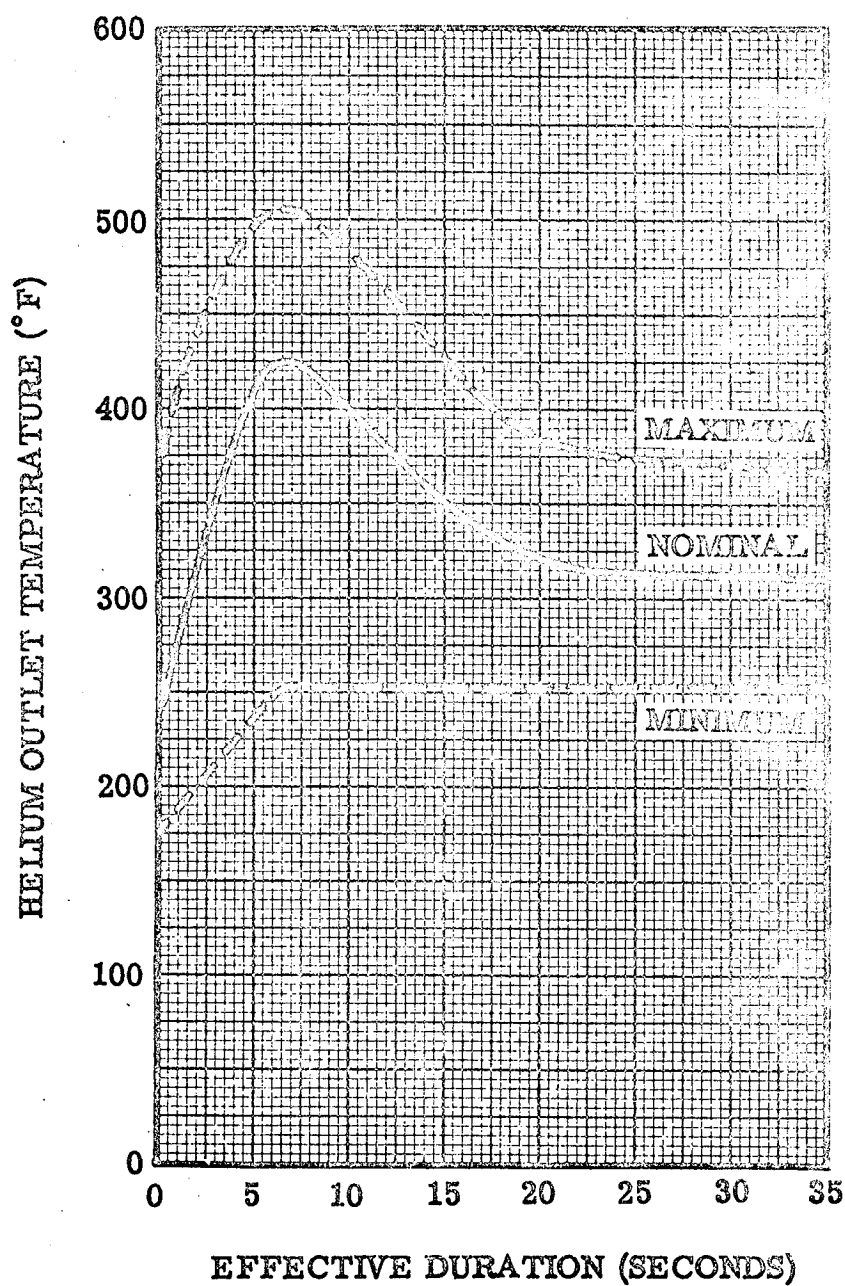 600
500
400
300
200
100
0
HELIUM OUTLET TEMPERATURE (°F)
MAXIMUM
NOMINAL
MINIMUM
0 5 10 15 20 25 30 35
EFFECTIVE DURATION (SECONDS)